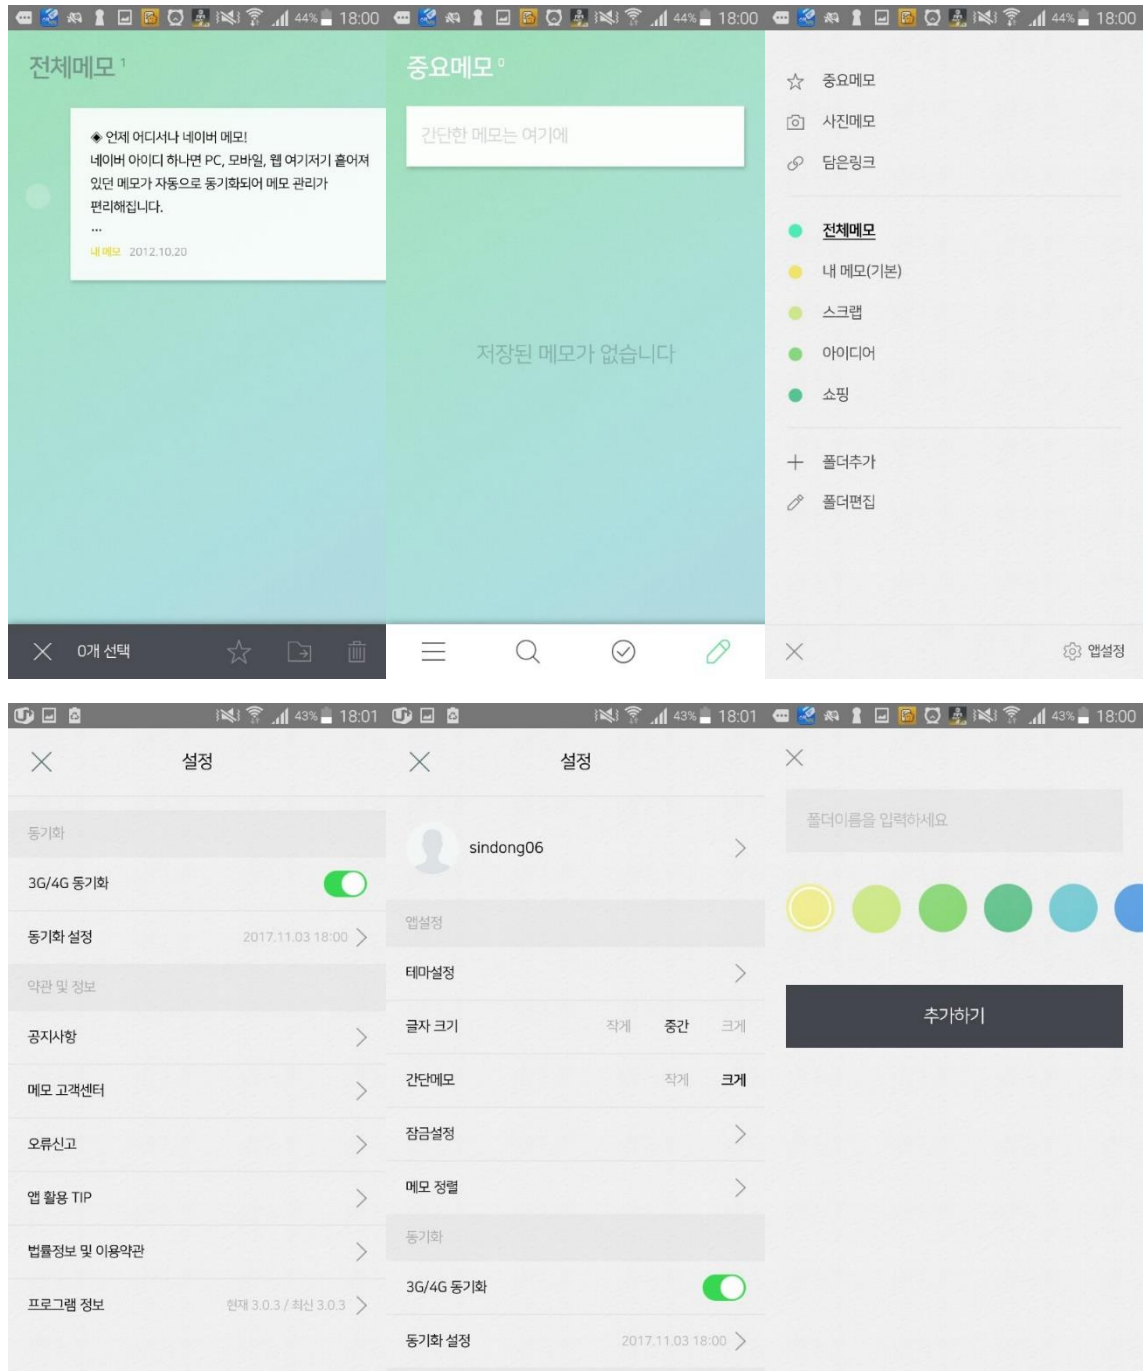 44% 18:00
전체메모 1
◈ 언제 어디서나 네이버 메모!
네이버 아이디 하나면 PC, 모바일, 웹 여기저기 흩어져
있던 메모가 자동으로 동기화되어 메모 관리가
편리해집니다.
...
내 메모 2012.10.20
0개 선택
44% 18:00
중요메모 0
간단한 메모는 여기에
저장된 메모가 없습니다
44% 18:00
중요메모
사진메모
담은링크
전체메모
내 메모(기본)
스크랩
아이디어
쇼핑
폴더추가
폴더편집
앱설정
43% 18:01
설정
동기화
3G/4G 동기화
동기화 설정 2017.11.03 18:00
약관 및 정보
공지사항
메모 고객센터
오류신고
앱 활용 TIP
법률정보 및 이용약관
프로그램 정보 현재 3.0.3 / 최신 3.0.3
43% 18:01
설정
sindong06
앱설정
테마설정
글자 크기 작게 중간 크게
간단메모 작게 크게
잠금설정
메모 정렬
동기화
3G/4G 동기화
동기화 설정 2017.11.03 18:00
43% 18:00
폴더이름을 입력하세요
추가하기